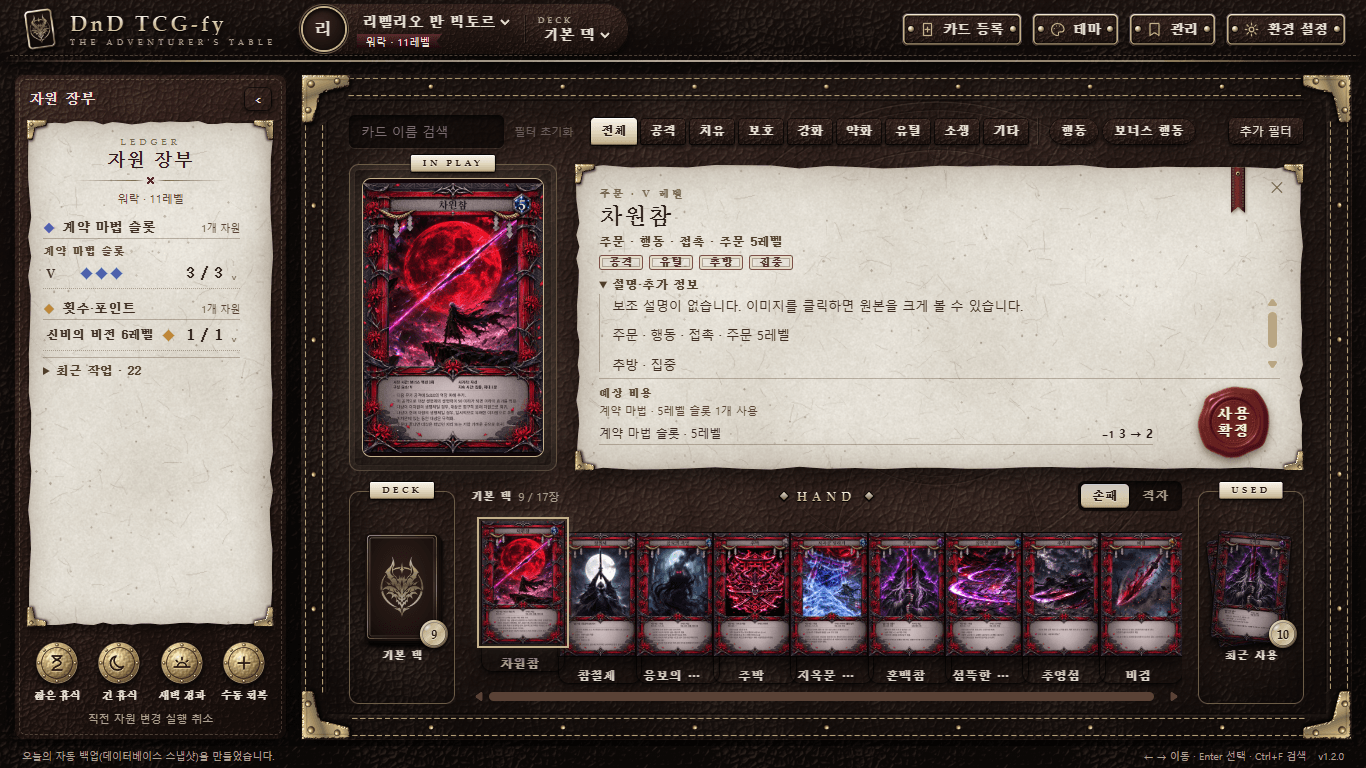 DnD TCG-fy
THE ADVENTURER'S TABLE
리
리벨리오 반 빅토르
워락 · 11레벨
DECK
기본 덱
카드 등록
테마
관리
환경 설정
자원 장부
LEDGER
자원 장부
워락 · 11레벨
계약 마법 슬롯 1개 자원
계약 마법 슬롯
V 3 / 3
횟수·포인트 1개 자원
신비의 비전 6레벨 1 / 1
최근 작업 · 22
짧은 휴식
긴 휴식
새벽 경과
수동 회복
직전 자원 변경 실행 취소
카드 이름 검색
필터 초기화
전체 공격 치유 보호 강화 약화 유틸 소생 기타
행동 보너스 행동
추가 필터
IN PLAY
차원참
5
주문 · V 레벨
차원참
주문 · 행동 · 접촉 · 주문 5레벨
공격 유틸 추방 집중
▼ 설명·추가 정보
보조 설명이 없습니다. 이미지를 클릭하면 원본을 크게 볼 수 있습니다.
주문 · 행동 · 접촉 · 주문 5레벨
추방 · 집중
예상 비용
계약 마법 · 5레벨 슬롯 1개 사용
계약 마법 슬롯 · 5레벨 -1 3 → 2
사용
확정
DECK
9
기본 덱
기본 덱 9 / 17장
HAND
손패 격자
차원참
참철세
응보의 ...
주박
지옥문 ...
혼백참
섬뜩한 ...
추영섬
비검
USED
10
최근 사용
오늘의 자동 백업(데이터베이스 스냅샷)을 만들었습니다.
← → 이동 · Enter 선택 · Ctrl+F 검색 v1.2.0